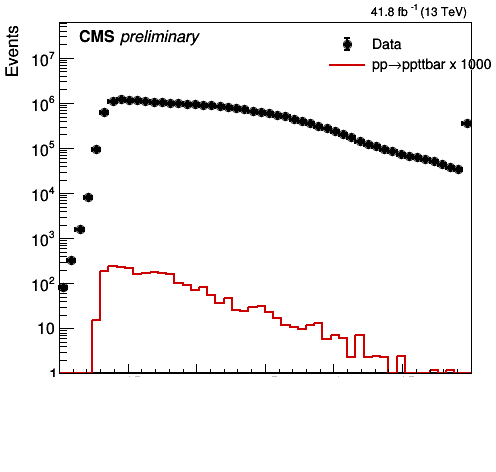 41.8 fb⁻¹ (13 TeV)
CMS preliminary
Events
Data
pp→ppttbar x 1000
10⁷
10⁶
10⁵
10⁴
10³
10²
10
1